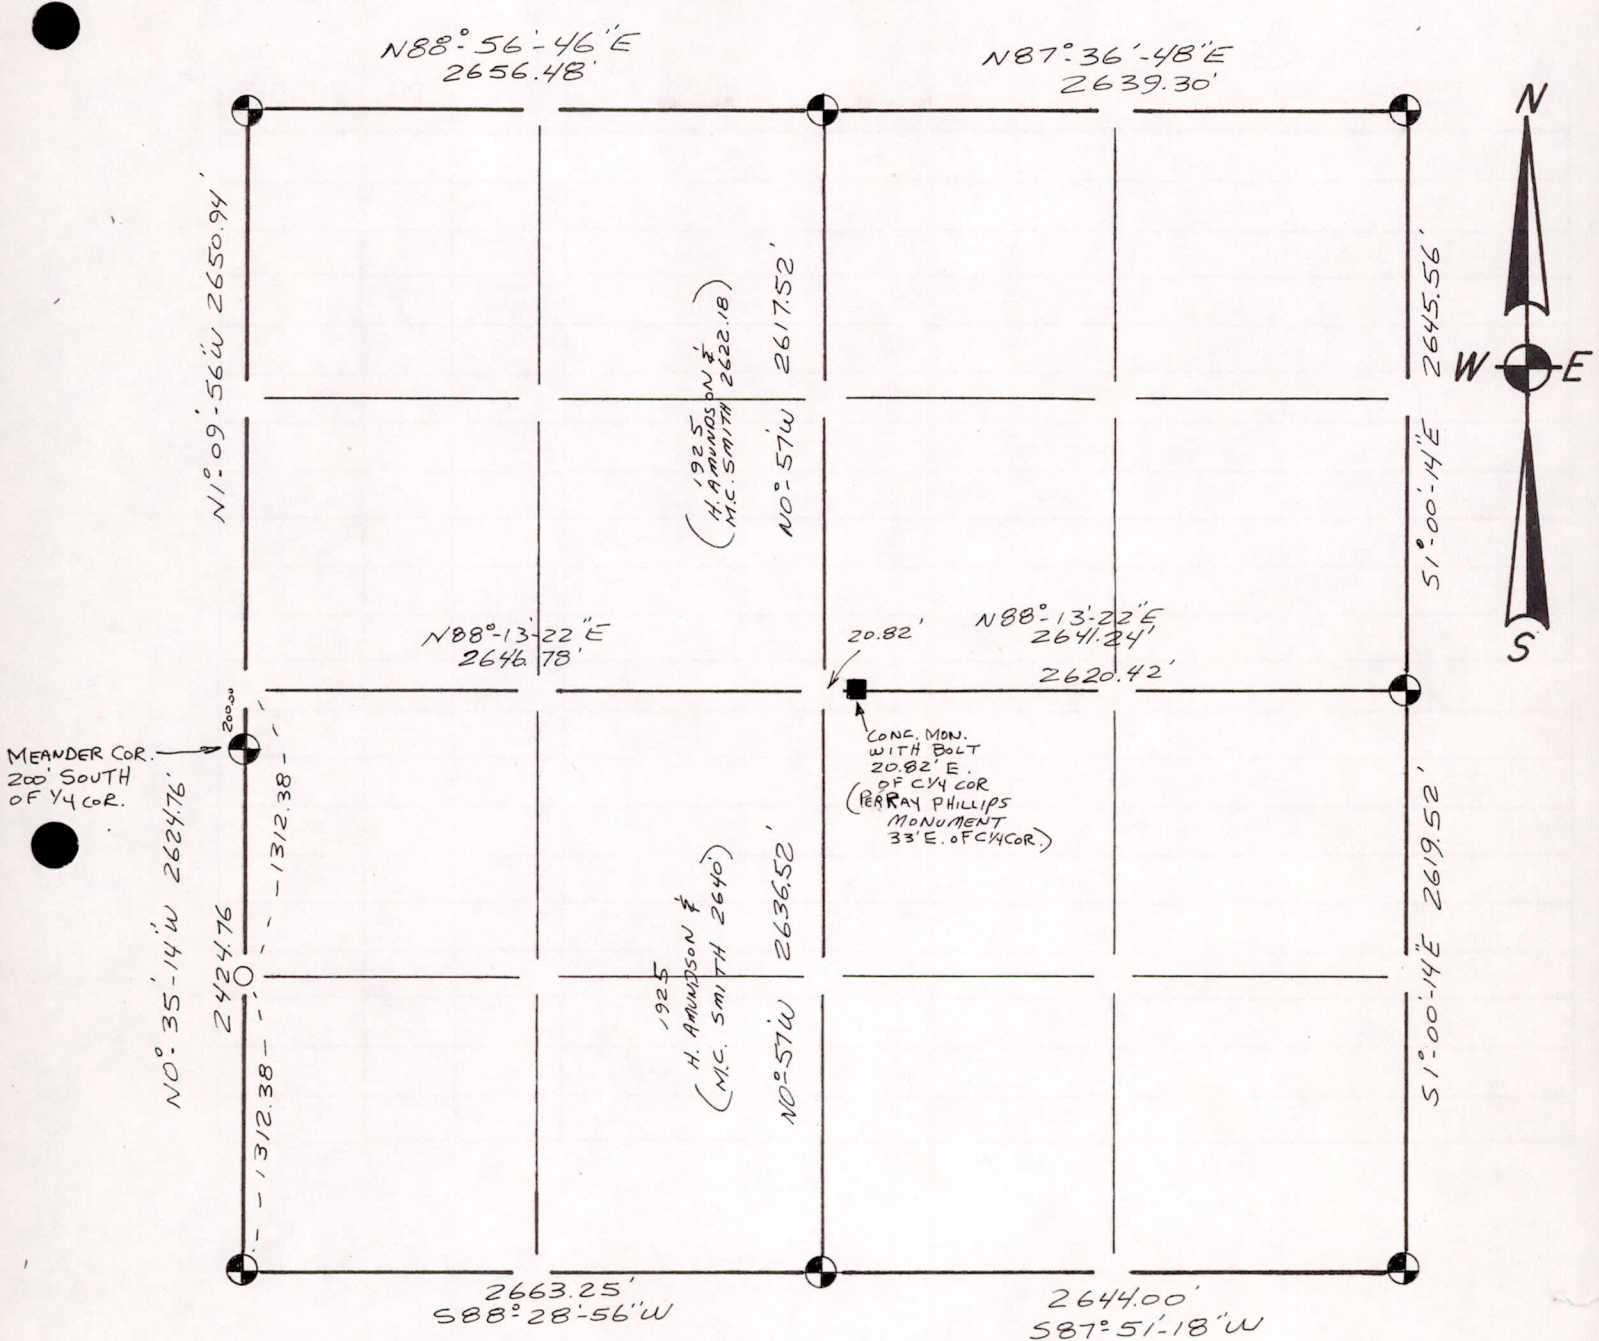 N88°-56'-46"E
2656.48'
N87°-36'-48"E
2639.30'
N
W E
S
N1°-09'-56"W 2650.94'
1925
(H. AMUNDSON &
M.C. SMITH 2622.18)
N0°-57'W 2617.52'
2645.56'
S1°-00'-14"E
N88°-13'-22"E
2646.78'
20.82'
N88°-13'-22"E
2641.24'
2620.42'
200.00
MEANDER COR.
200' SOUTH
OF 1/4 COR.
CONC. MON.
WITH BOLT
20.82' E.
OF C1/4 COR
(PERRAY PHILLIPS
MONUMENT
33'E. OF C1/4 COR.)
N0°-35'-14"W 2624.76'
2424.76
1312.38
1312.38
1925
(H. AMUNDSON &
M.C. SMITH 2640')
N0°-57'W 2636.52'
S1°-00'-14"E 2619.52'
2663.25'
S88°-28'-56"W
2644.00'
S87°-51'-18"W